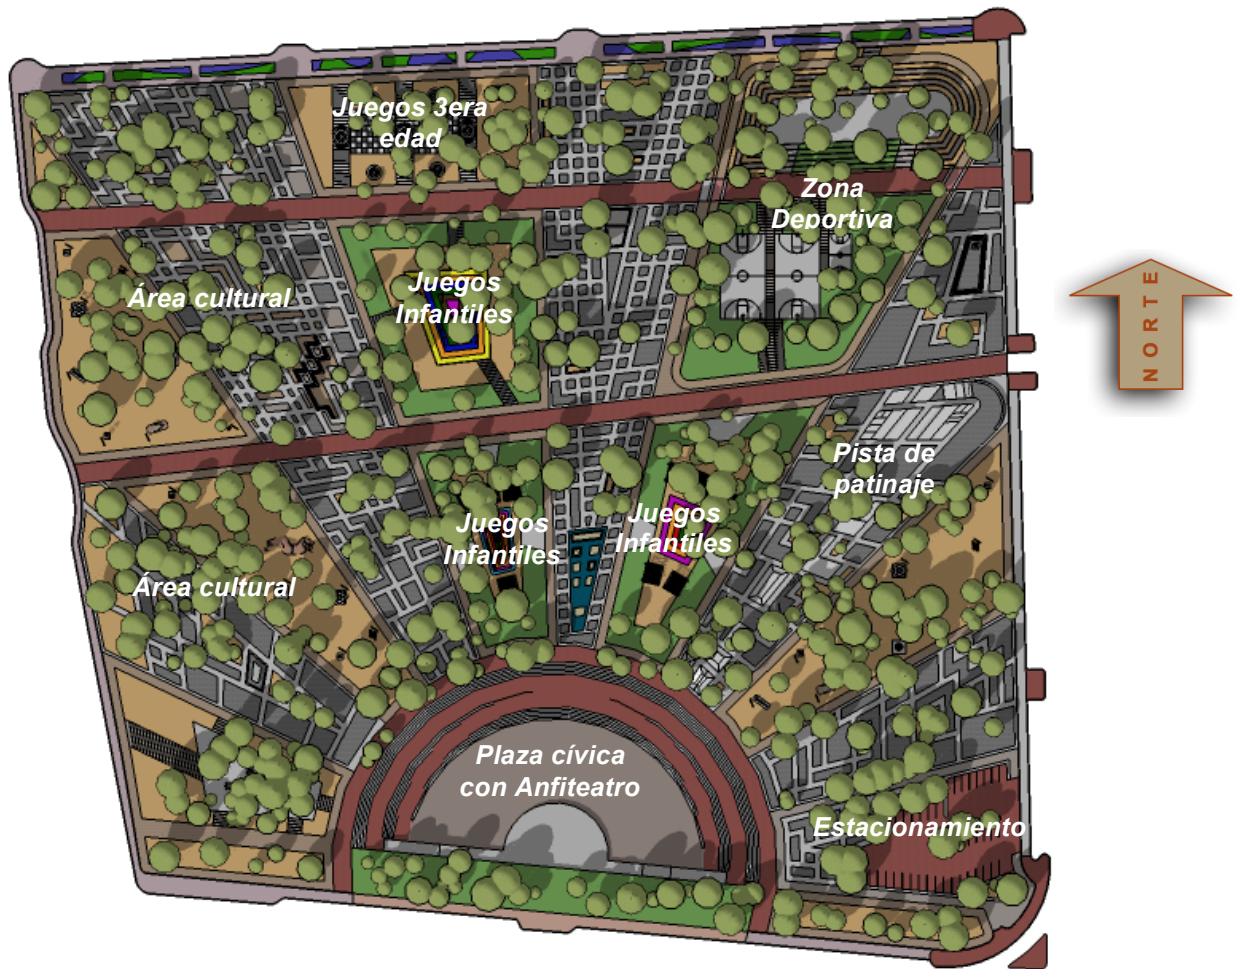 Juegos 3era
edad
Zona
Deportiva
Área cultural
Juegos
Infantiles
NORTE
Pista de
patinaje
Juegos
Infantiles
Juegos
Infantiles
Área cultural
Plaza cívica
con Anfiteatro
Estacionamiento